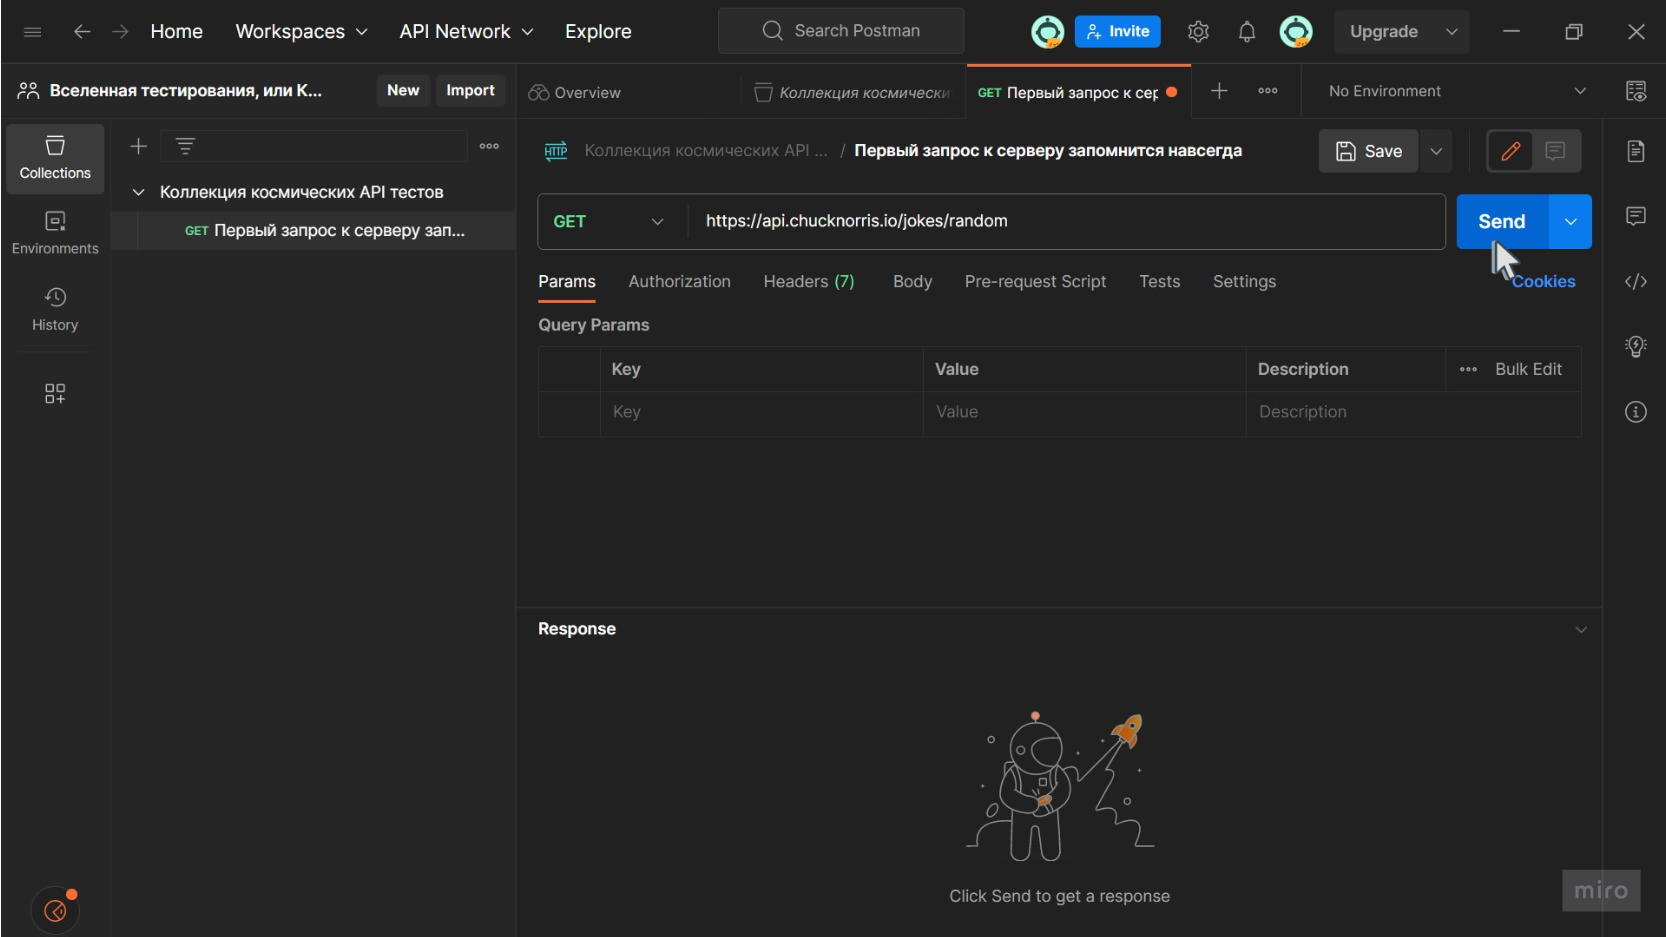 Home Workspaces API Network Explore Search Postman Invite Upgrade
Вселенная тестирования, или К... New Import Overview Коллекция космически GET Первый запрос к сер No Environment
Collections
HTTP Коллекция космических API ... / Первый запрос к серверу запомнится навсегда Save
Коллекция космических API тестов
GET Первый запрос к серверу зап...
GET https://api.chucknorris.io/jokes/random Send
Environments
Params Authorization Headers (7) Body Pre-request Script Tests Settings Cookies
History
Query Params
Key Value Description Bulk Edit
Key Value Description
Response
Click Send to get a response
miro